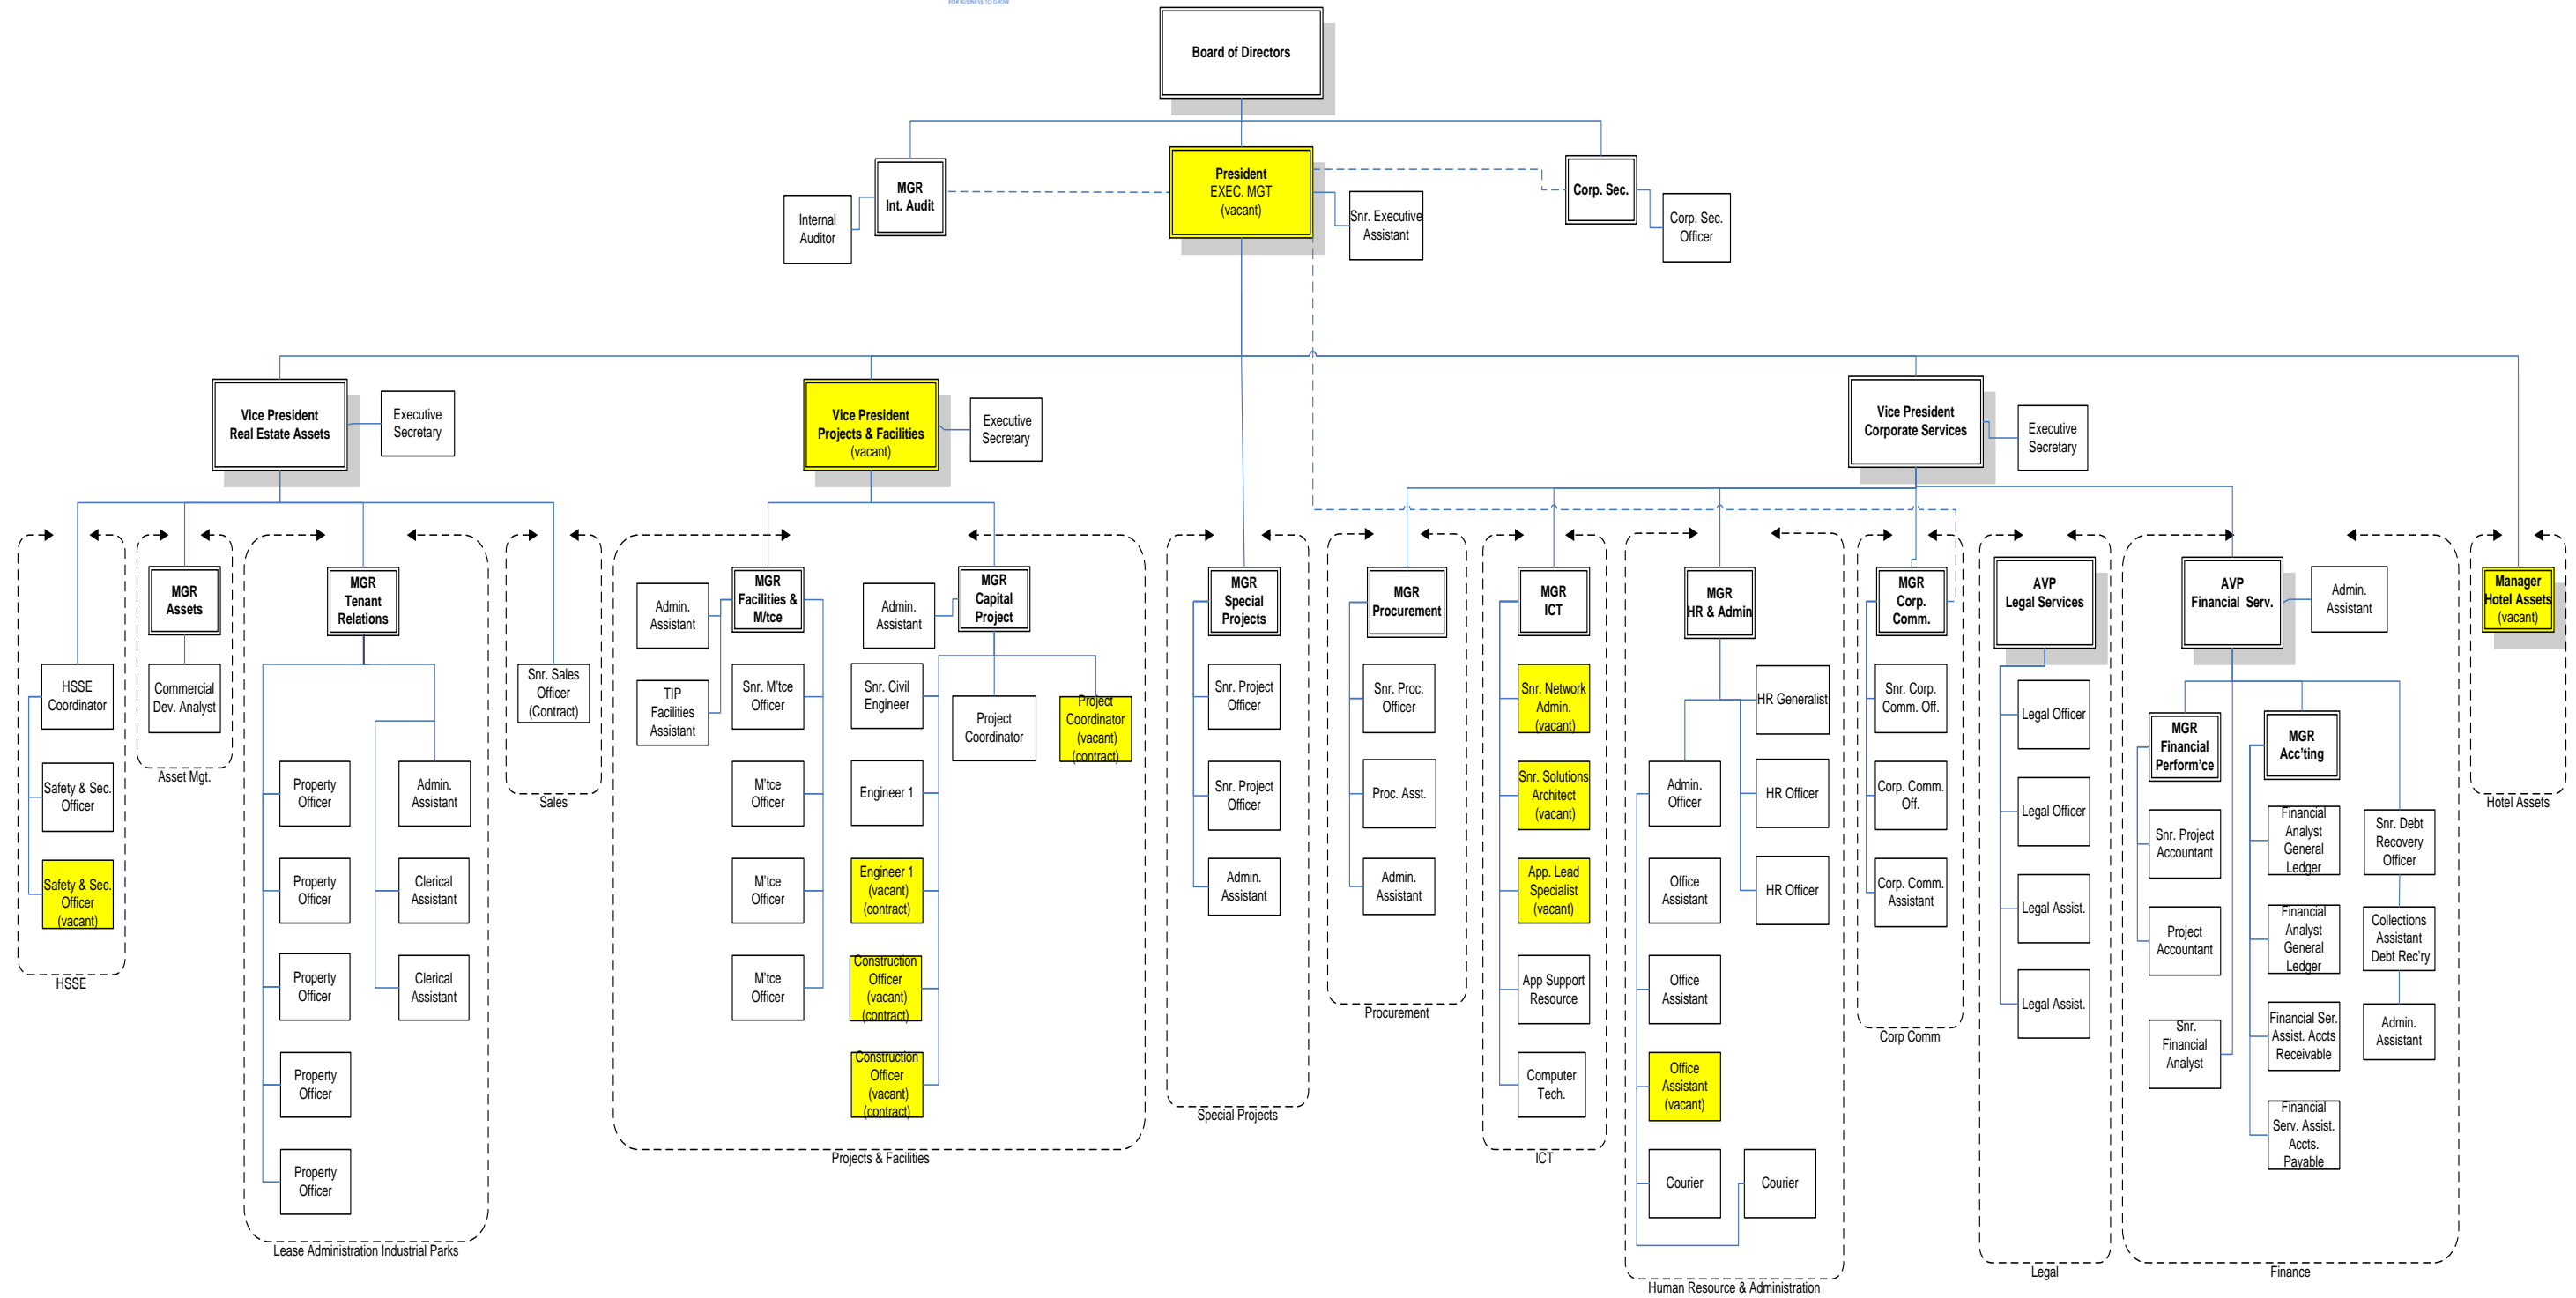 FOR BUSINESS TO GROW
Board of Directors
MGR
Int. Audit
Internal
Auditor
President
EXEC. MGT
(vacant)
Snr. Executive
Assistant
Corp. Sec.
Corp. Sec.
Officer
Vice President
Real Estate Assets
Executive
Secretary
Vice President
Projects & Facilities
(vacant)
Executive
Secretary
Vice President
Corporate Services
Executive
Secretary
HSSE
Coordinator
Safety & Sec.
Officer
Safety & Sec.
Officer
(vacant)
HSSE
MGR
Assets
Commercial
Dev. Analyst
Asset Mgt.
MGR
Tenant
Relations
Property
Officer
Property
Officer
Property
Officer
Property
Officer
Property
Officer
Admin.
Assistant
Clerical
Assistant
Clerical
Assistant
Lease Administration Industrial Parks
Snr. Sales
Officer
(Contract)
Sales
Admin.
Assistant
TIP
Facilities
Assistant
MGR
Facilities &
M/tce
Snr. M'tce
Officer
M'tce
Officer
M'tce
Officer
M'tce
Officer
Admin.
Assistant
MGR
Capital
Project
Snr. Civil
Engineer
Engineer 1
Engineer 1
(vacant)
(contract)
Construction
Officer
(vacant)
(contract)
Construction
Officer
(vacant)
(contract)
Project
Coordinator
Project
Coordinator
(vacant)
(contract)
Projects & Facilities
MGR
Special
Projects
Snr. Project
Officer
Snr. Project
Officer
Admin.
Assistant
Special Projects
MGR
Procurement
Snr. Proc.
Officer
Proc. Asst.
Admin.
Assistant
Procurement
MGR
ICT
Snr. Network
Admin.
(vacant)
Snr. Solutions
Architect
(vacant)
App. Lead
Specialist
(vacant)
App Support
Resource
Computer
Tech.
ICT
MGR
HR & Admin
HR Generalist
Admin.
Officer
HR Officer
Office
Assistant
HR Officer
Office
Assistant
Office
Assistant
(vacant)
Courier
Courier
Human Resource & Administration
MGR
Corp.
Comm.
Snr. Corp.
Comm. Off.
Corp. Comm.
Off.
Corp. Comm.
Assistant
Corp Comm
AVP
Legal Services
Legal Officer
Legal Officer
Legal Assist.
Legal Assist.
Legal
AVP
Financial Serv.
Admin.
Assistant
MGR
Financial
Perform'ce
Snr. Project
Accountant
Project
Accountant
Snr.
Financial
Analyst
MGR
Acc'ting
Financial
Analyst
General
Ledger
Financial
Analyst
General
Ledger
Financial Ser.
Assist. Accts
Receivable
Financial
Serv. Assist.
Accts.
Payable
Snr. Debt
Recovery
Officer
Collections
Assistant
Debt Rec'ry
Admin.
Assistant
Finance
Manager
Hotel Assets
(vacant)
Hotel Assets